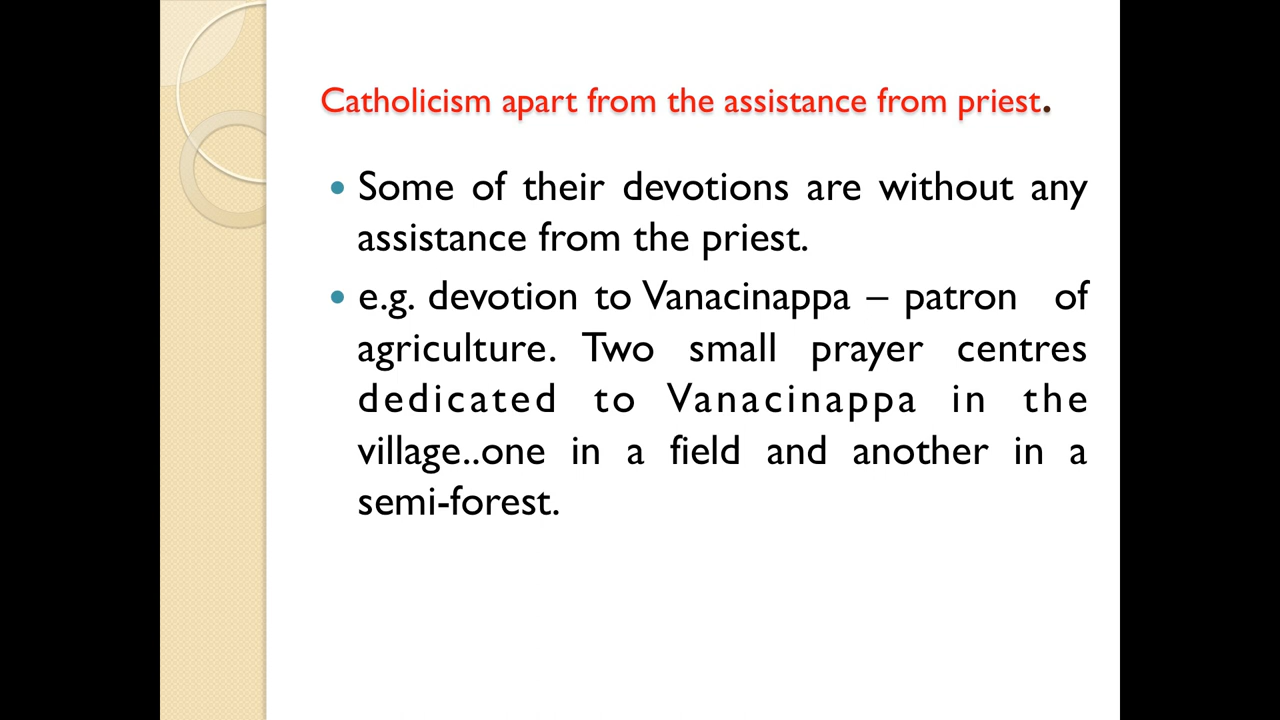 Catholicism apart from the assistance from priest.
• Some of their devotions are without any
assistance from the priest.
• e.g. devotion to Vanacinappa – patron of
agriculture. Two small prayer centres
dedicated to Vanacinappa in the
village..one in a field and another in a
semi-forest.